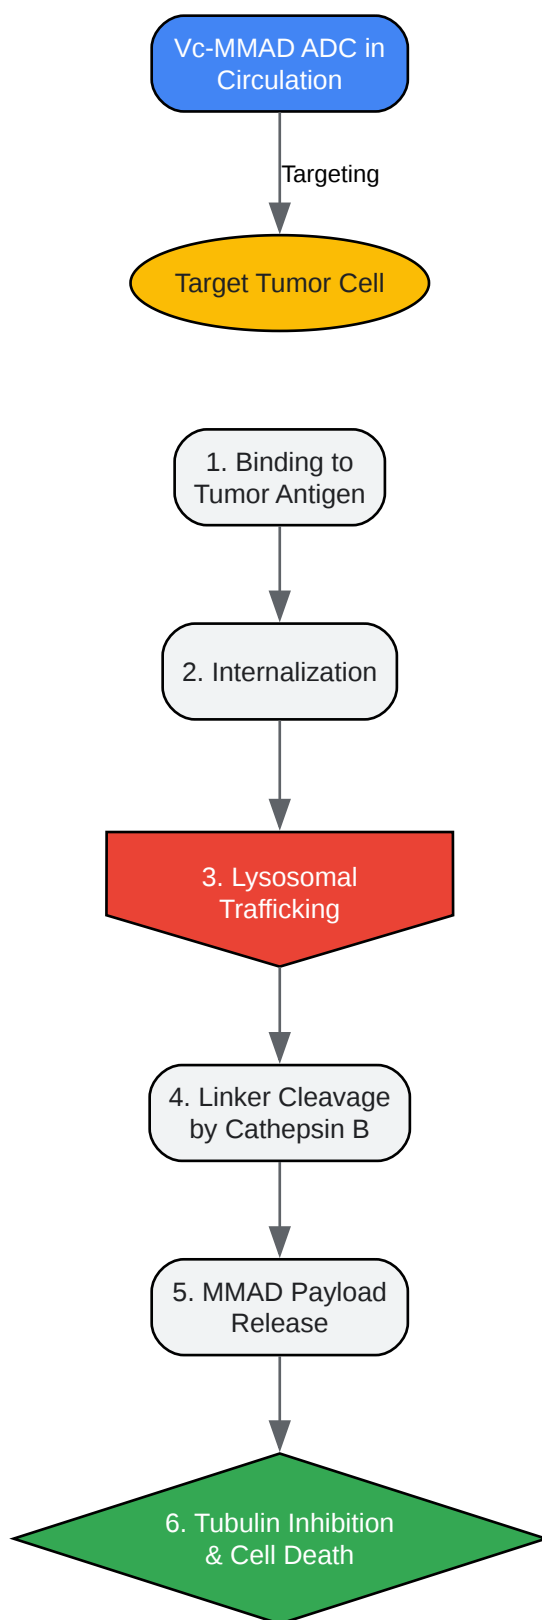 Vc-MMAD ADC in
Circulation
Targeting
Target Tumor Cell
1. Binding to
Tumor Antigen
2. Internalization
3. Lysosomal
Trafficking
4. Linker Cleavage
by Cathepsin B
5. MMAD Payload
Release
6. Tubulin Inhibition
& Cell Death